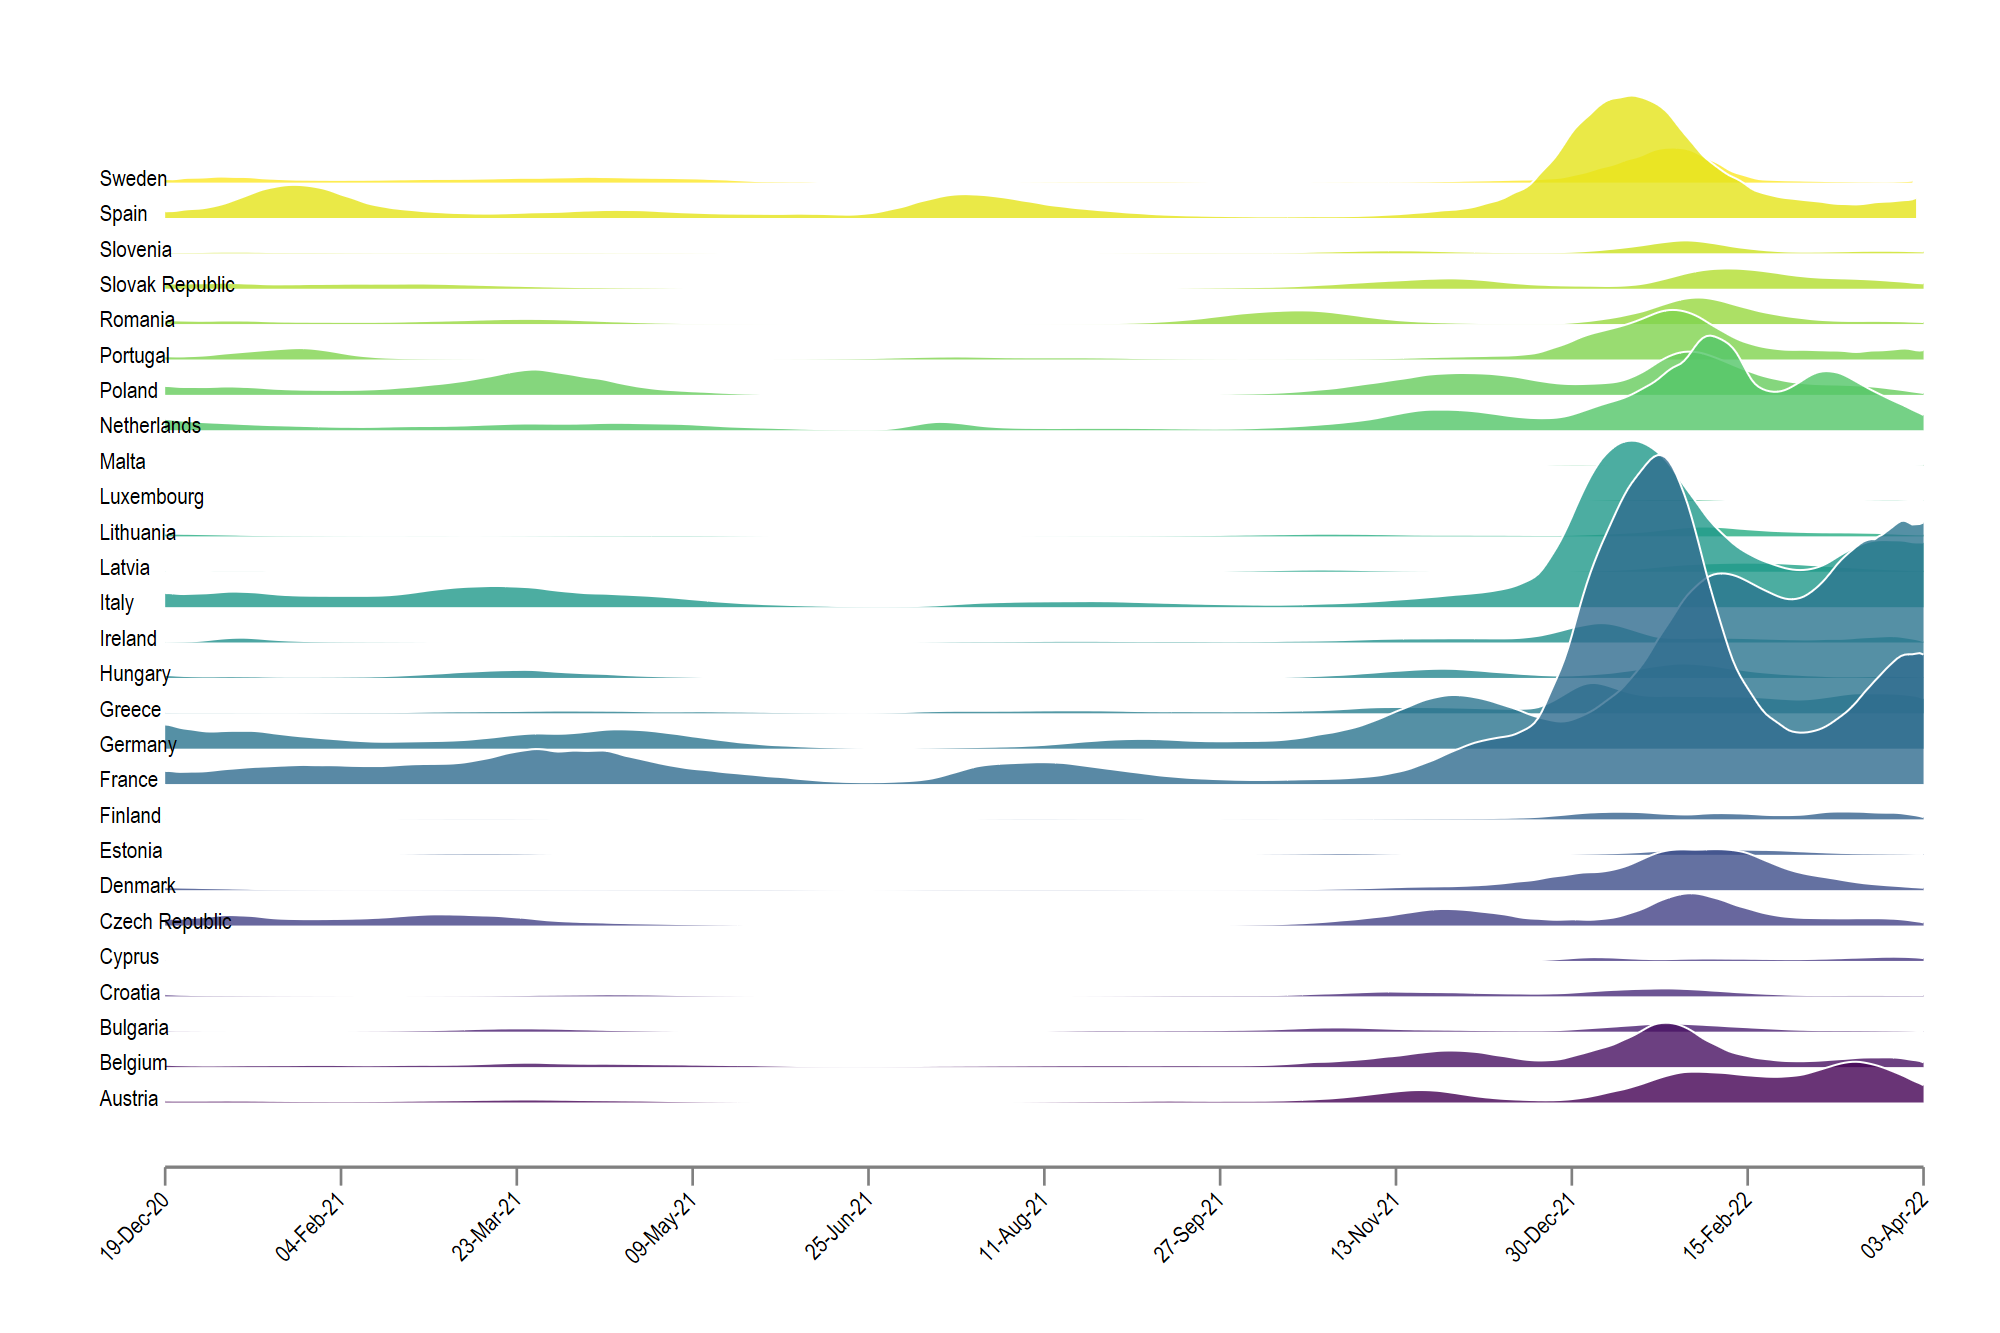 Sweden
Spain
Slovenia
Slovak Republic
Romania
Portugal
Poland
Netherlands
Malta
Luxembourg
Lithuania
Latvia
Italy
Ireland
Hungary
Greece
Germany
France
Finland
Estonia
Denmark
Czech Republic
Cyprus
Croatia
Bulgaria
Belgium
Austria
19-Dec-20
04-Feb-21
23-Mar-21
09-May-21
25-Jun-21
11-Aug-21
27-Sep-21
13-Nov-21
30-Dec-21
15-Feb-22
03-Apr-22